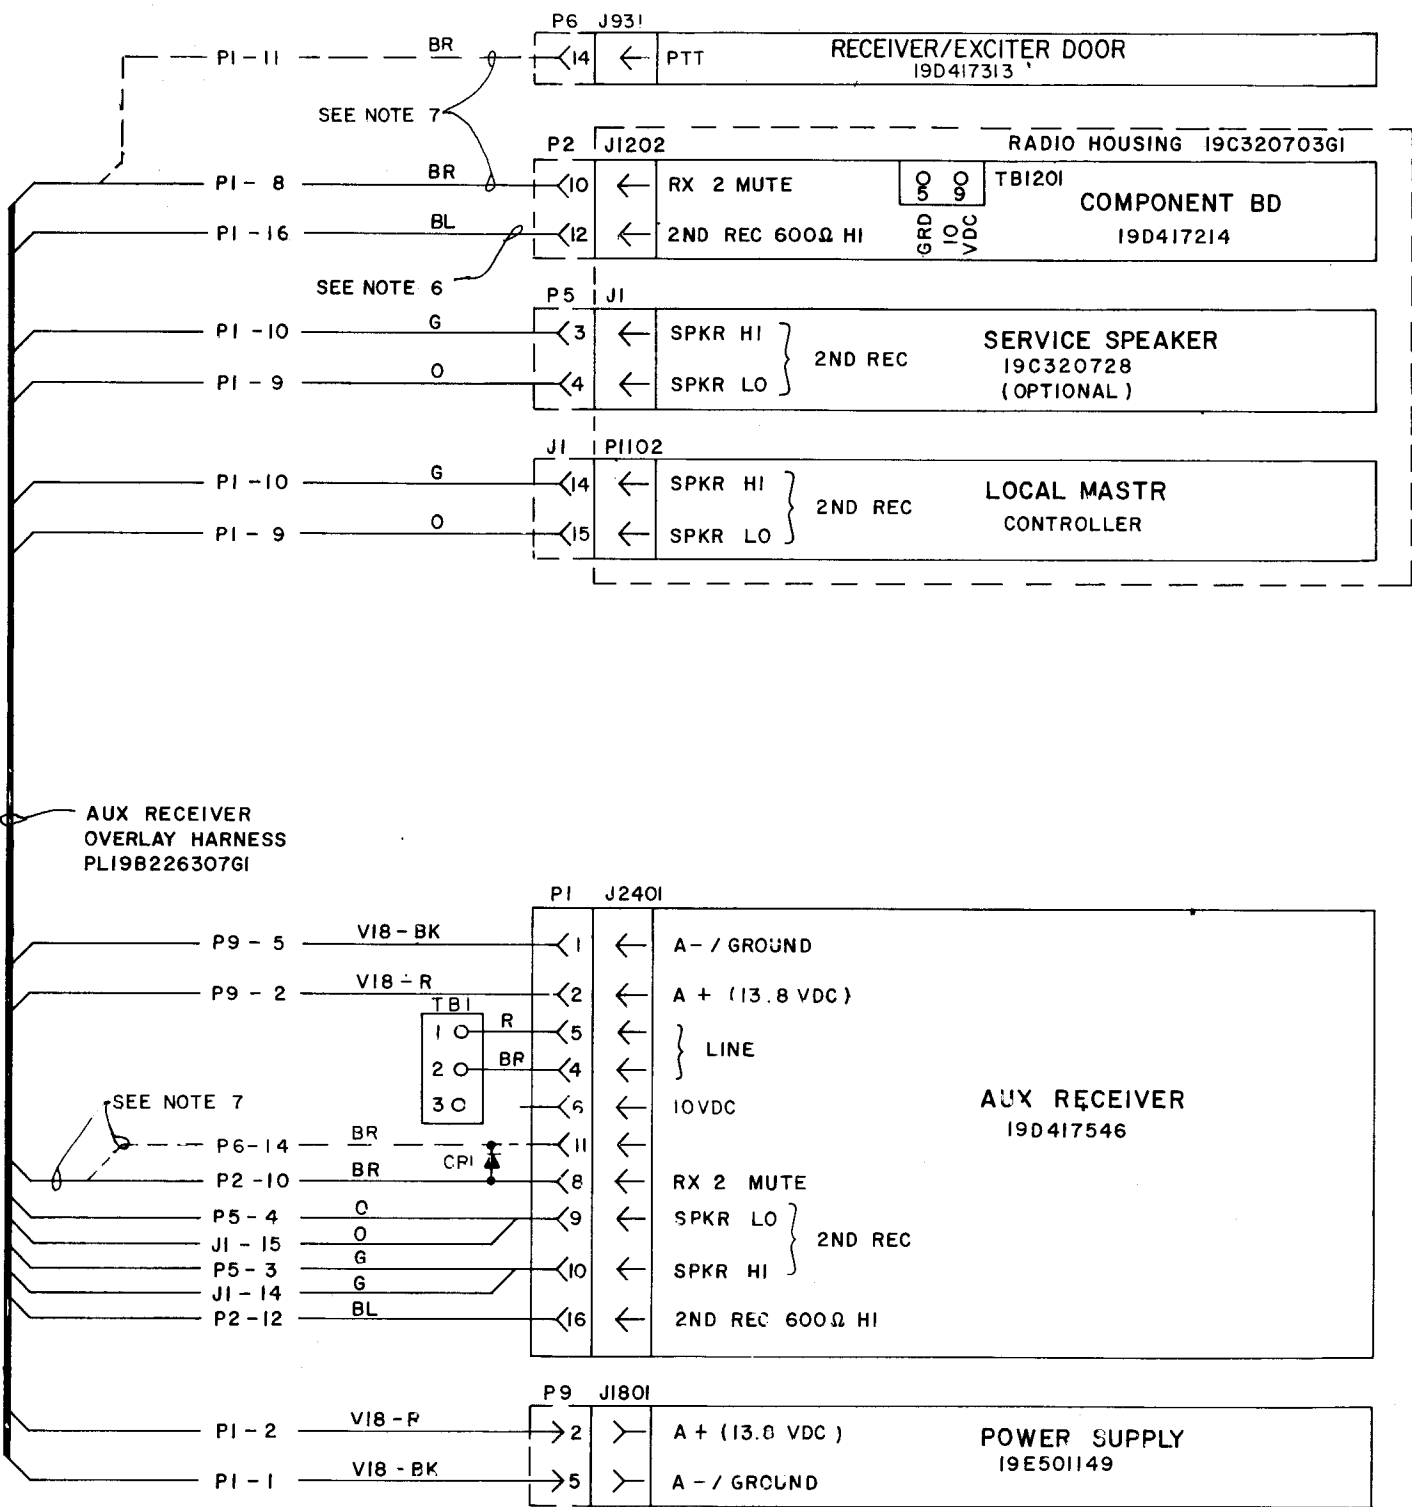 P6 J931
P1-11 BR 14 PTT RECEIVER/EXCITER DOOR
19D417313
SEE NOTE 7
P2 J1202 RADIO HOUSING 19C320703G1
P1-8 BR 10 RX 2 MUTE 5 9 TB1201
COMPONENT BD
19D417214
P1-16 BL 12 2ND REC 600Ω HI GRD 10 VDC
SEE NOTE 6
P5 J1
P1-10 G 3 SPKR HI
2ND REC
SERVICE SPEAKER
19C320728
(OPTIONAL)
P1-9 O 4 SPKR LO
J1 P1102
P1-10 G 14 SPKR HI
2ND REC
LOCAL MASTR
CONTROLLER
P1-9 O 15 SPKR LO
AUX RECEIVER
OVERLAY HARNESS
PL19B226307G1
P1 J2401
P9-5 V18-BK 1 A-/GROUND
P9-2 V18-R 2 A+ (13.8 VDC)
TB1
1 R 5
LINE
2 BR 4
3 6 10VDC
AUX RECEIVER
19D417546
SEE NOTE 7
P6-14 BR 11
CR1
P2-10 BR 8 RX 2 MUTE
P5-4 O 9 SPKR LO
J1-15 O
2ND REC
P5-3 G 10 SPKR HI
J1-14 G
P2-12 BL 16 2ND REC 600Ω HI
P9 J1801
P1-2 V18-R 2 A+ (13.8 VDC)
POWER SUPPLY
19E501149
P1-1 V18-BK 5 A-/GROUND